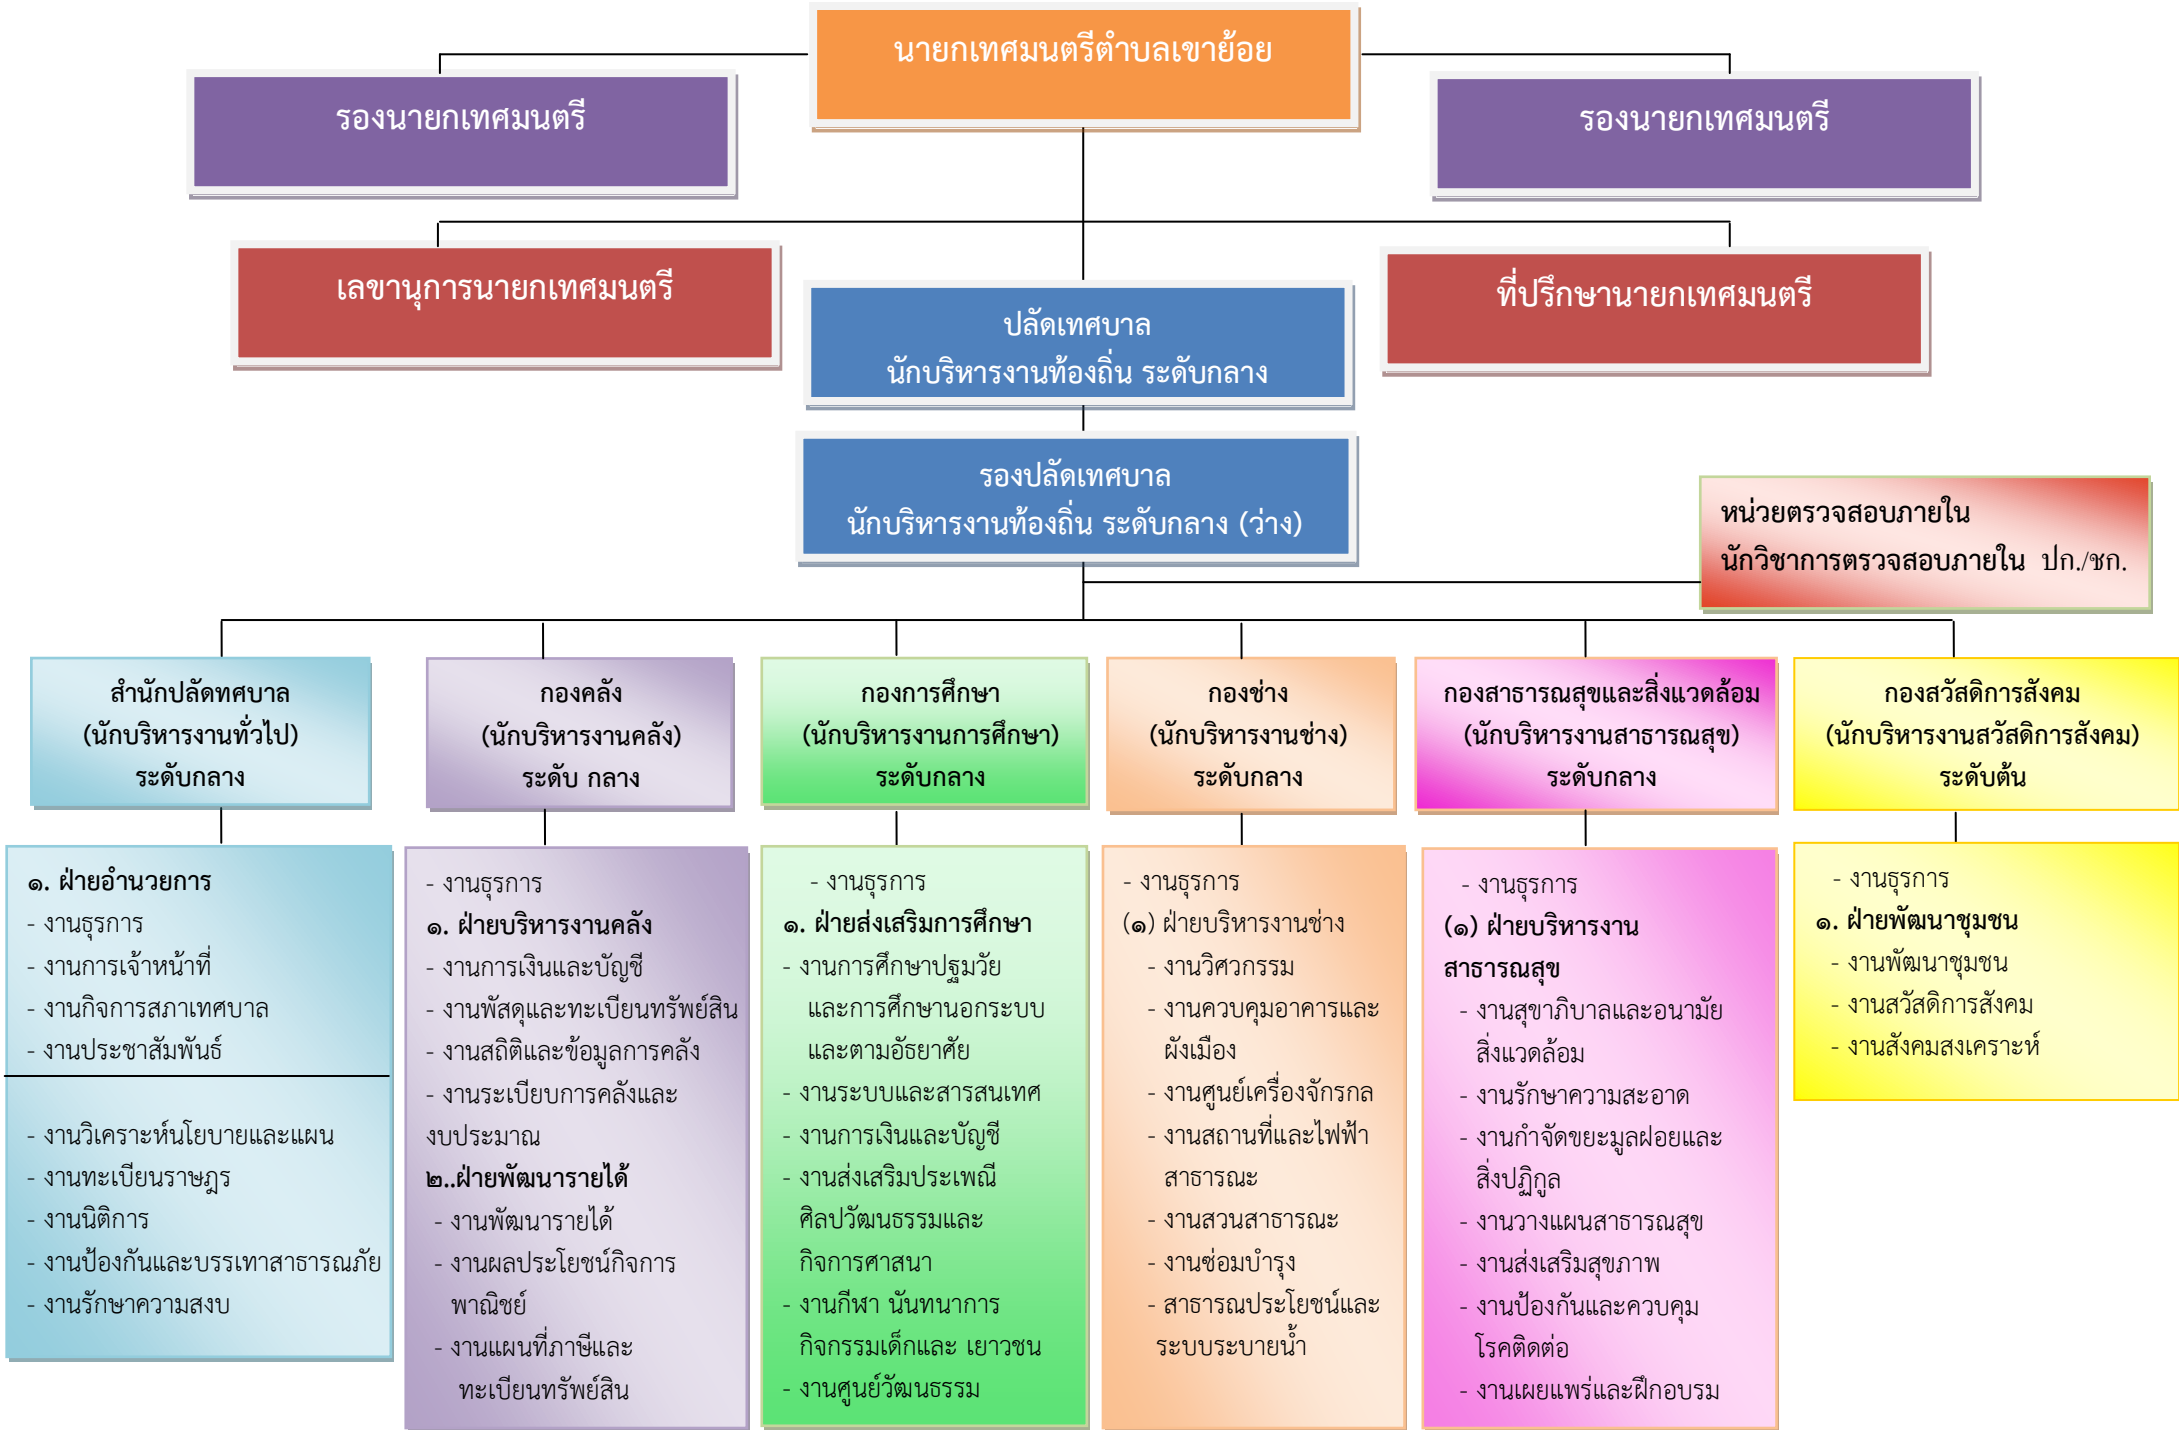 นายกเทศมนตรีตำบลเขาย้อย
รองนายกเทศมนตรี
รองนายกเทศมนตรี
เลขานุการนายกเทศมนตรี
ที่ปรึกษานายกเทศมนตรี
ปลัดเทศบาล
นักบริหารงานท้องถิ่น ระดับกลาง
รองปลัดเทศบาล
นักบริหารงานท้องถิ่น ระดับกลาง (ว่าง)
หน่วยตรวจสอบภายใน
นักวิชาการตรวจสอบภายใน ปก./ชก.
สำนักปลัดทศบาล
(นักบริหารงานทั่วไป)
ระดับกลาง
กองคลัง
(นักบริหารงานคลัง)
ระดับ กลาง
กองการศึกษา
(นักบริหารงานการศึกษา)
ระดับกลาง
กองช่าง
(นักบริหารงานช่าง)
ระดับกลาง
กองสาธารณสุขและสิ่งแวดล้อม
(นักบริหารงานสาธารณสุข)
ระดับกลาง
กองสวัสดิการสังคม
(นักบริหารงานสวัสดิการสังคม)
ระดับต้น
๑. ฝ่ายอำนวยการ
- งานธุรการ
- งานการเจ้าหน้าที่
- งานกิจการสภาเทศบาล
- งานประชาสัมพันธ์
- งานวิเคราะห์นโยบายและแผน
- งานทะเบียนราษฎร
- งานนิติการ
- งานป้องกันและบรรเทาสาธารณภัย
- งานรักษาความสงบ
- งานธุรการ
๑. ฝ่ายบริหารงานคลัง
- งานการเงินและบัญชี
- งานพัสดุและทะเบียนทรัพย์สิน
- งานสถิติและข้อมูลการคลัง
- งานระเบียบการคลังและ
งบประมาณ
๒..ฝ่ายพัฒนารายได้
- งานพัฒนารายได้
- งานผลประโยชน์กิจการ
พาณิชย์
- งานแผนที่ภาษีและ
ทะเบียนทรัพย์สิน
- งานธุรการ
๑. ฝ่ายส่งเสริมการศึกษา
- งานการศึกษาปฐมวัย
และการศึกษานอกระบบ
และตามอัธยาศัย
- งานระบบและสารสนเทศ
- งานการเงินและบัญชี
- งานส่งเสริมประเพณี
ศิลปวัฒนธรรมและ
กิจการศาสนา
- งานกีฬา นันทนาการ
กิจกรรมเด็กและ เยาวชน
- งานศูนย์วัฒนธรรม
- งานธุรการ
(๑) ฝ่ายบริหารงานช่าง
- งานวิศวกรรม
- งานควบคุมอาคารและ
ผังเมือง
- งานศูนย์เครื่องจักรกล
- งานสถานที่และไฟฟ้า
สาธารณะ
- งานสวนสาธารณะ
- งานซ่อมบำรุง
- สาธารณประโยชน์และ
ระบบระบายน้ำ
- งานธุรการ
(๑) ฝ่ายบริหารงาน
สาธารณสุข
- งานสุขาภิบาลและอนามัย
สิ่งแวดล้อม
- งานรักษาความสะอาด
- งานกำจัดขยะมูลฝอยและ
สิ่งปฏิกูล
- งานวางแผนสาธารณสุข
- งานส่งเสริมสุขภาพ
- งานป้องกันและควบคุม
โรคติดต่อ
- งานเผยแพร่และฝึกอบรม
- งานธุรการ
๑. ฝ่ายพัฒนาชุมชน
- งานพัฒนาชุมชน
- งานสวัสดิการสังคม
- งานสังคมสงเคราะห์